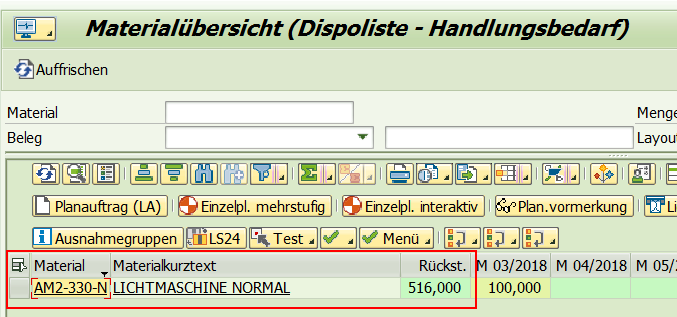 Materialübersicht (Dispoliste - Handlungsbedarf)
Auffrischen
Material Menge
Beleg Layou
Planauftrag (LA) Einzelpl. mehrstufig Einzelpl. interaktiv Plan.vormerkung Li
Ausnahmegruppen LS24 Test Menü
Material Materialkurztext Rückst. M 03/2018 M 04/2018 M 05/
AM2-330-N LICHTMASCHINE NORMAL 516,000 100,000